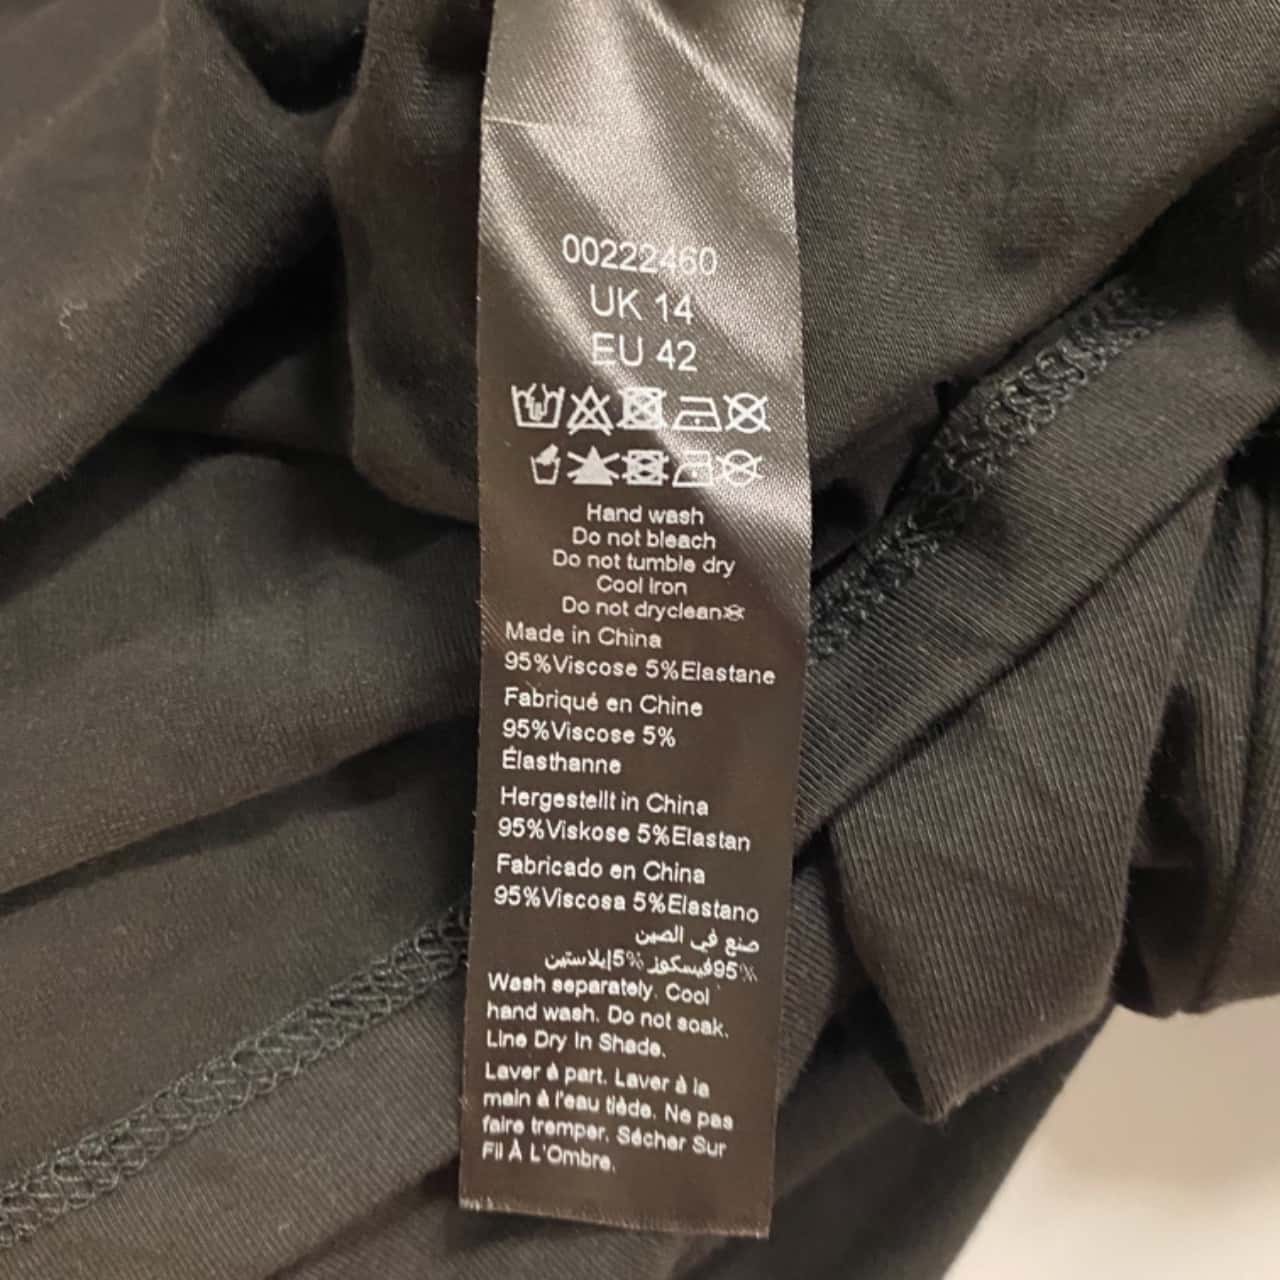 00222460
UK 14
EU 42
Hand wash
Do not bleach
Do not tumble dry
Cool Iron
Do not dryclean
Made in China
95%Viscose 5%Elastane
Fabriqué en Chine
95%Viscose 5%
Élasthanne
Hergestellt in China
95%Viskose 5%Elastan
Fabricado en China
95%Viscosa 5%Elastano
صنع في الصين
95%فيسكوز 5%إيلاستين
Wash separately. Cool
hand wash. Do not soak.
Line Dry In Shade.
Laver à part. Laver à la
main à l'eau tiède. Ne pas
faire tremper. Sécher Sur
Fil À L'Ombre.